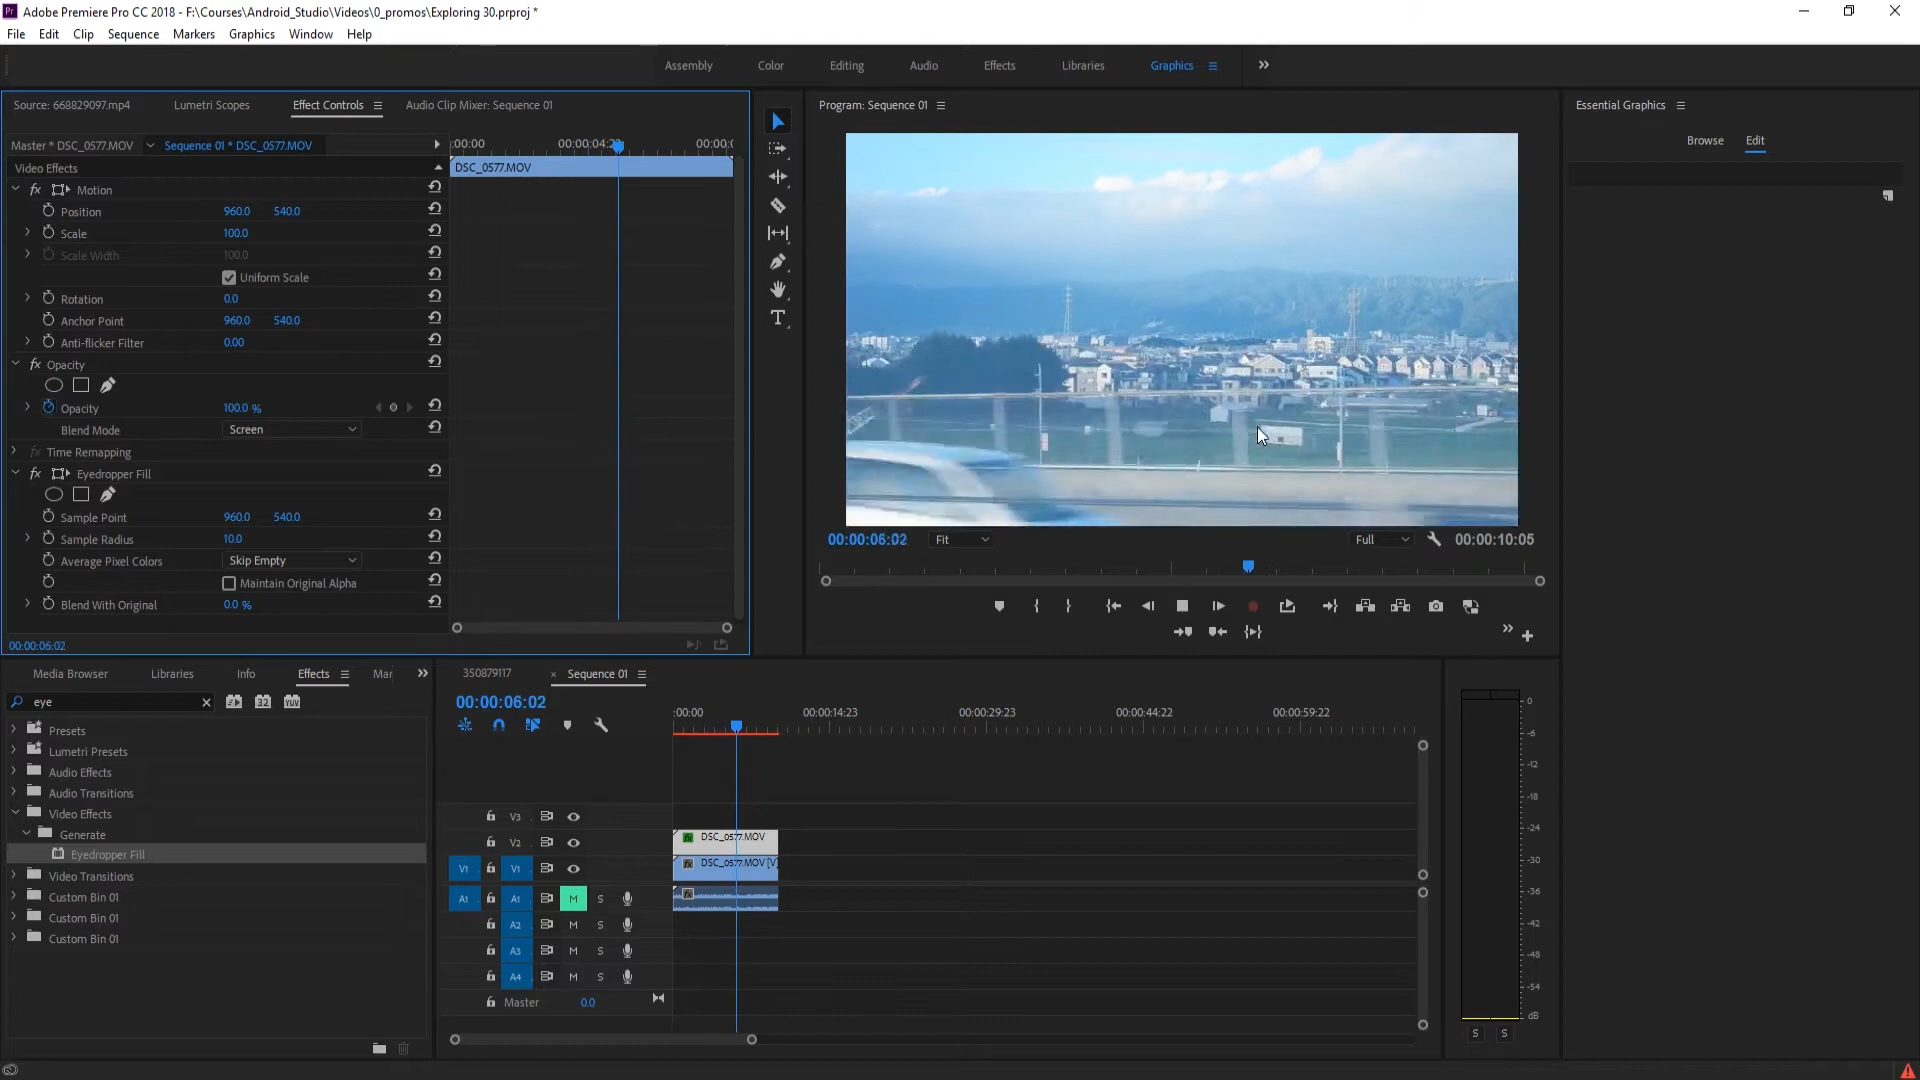 Adobe Premiere Pro CC 2018 - F:\Courses\Android_Studio\Videos\0_promos\Exploring 30.prproj *
File Edit Clip Sequence Markers Graphics Window Help
Assembly Color Editing Audio Effects Libraries Graphics
Source: 668829097.mp4 Lumetri Scopes Effect Controls Audio Clip Mixer: Sequence 01
Program: Sequence 01
Essential Graphics
Browse Edit
Master * DSC_0577.MOV Sequence 01 * DSC_0577.MOV
:00:00 00:00:04:23 00:00:(
Video Effects
DSC_0577.MOV
fx Motion
Position 960.0 540.0
Scale 100.0
Scale Width 100.0
Uniform Scale
Rotation 0.0
Anchor Point 960.0 540.0
Anti-flicker Filter 0.00
fx Opacity
Opacity 100.0 %
Blend Mode Screen
fx Time Remapping
fx Eyedropper Fill
Sample Point 960.0 540.0
Sample Radius 10.0
Average Pixel Colors Skip Empty
Maintain Original Alpha
Blend With Original 0.0 %
00:00:06:02
00:00:06:02 Fit Full 00:00:10:05
Media Browser Libraries Info Effects Mar
eye
32 YUV
Presets
Lumetri Presets
Audio Effects
Audio Transitions
Video Effects
Generate
Eyedropper Fill
Video Transitions
Custom Bin 01
Custom Bin 01
Custom Bin 01
350879117 × Sequence 01
00:00:06:02
:00:00 00:00:14:23 00:00:29:23 00:00:44:22 00:00:59:22
V3
V2 fx DSC_0577.MOV
V1 V1 fx DSC_0577.MOV [V]
A1 A1 M S fx
A2 M S
A3 M S
A4 M S
Master 0.0
0
-6
-12
-18
-24
-30
-36
-42
-48
-54
dB
S S